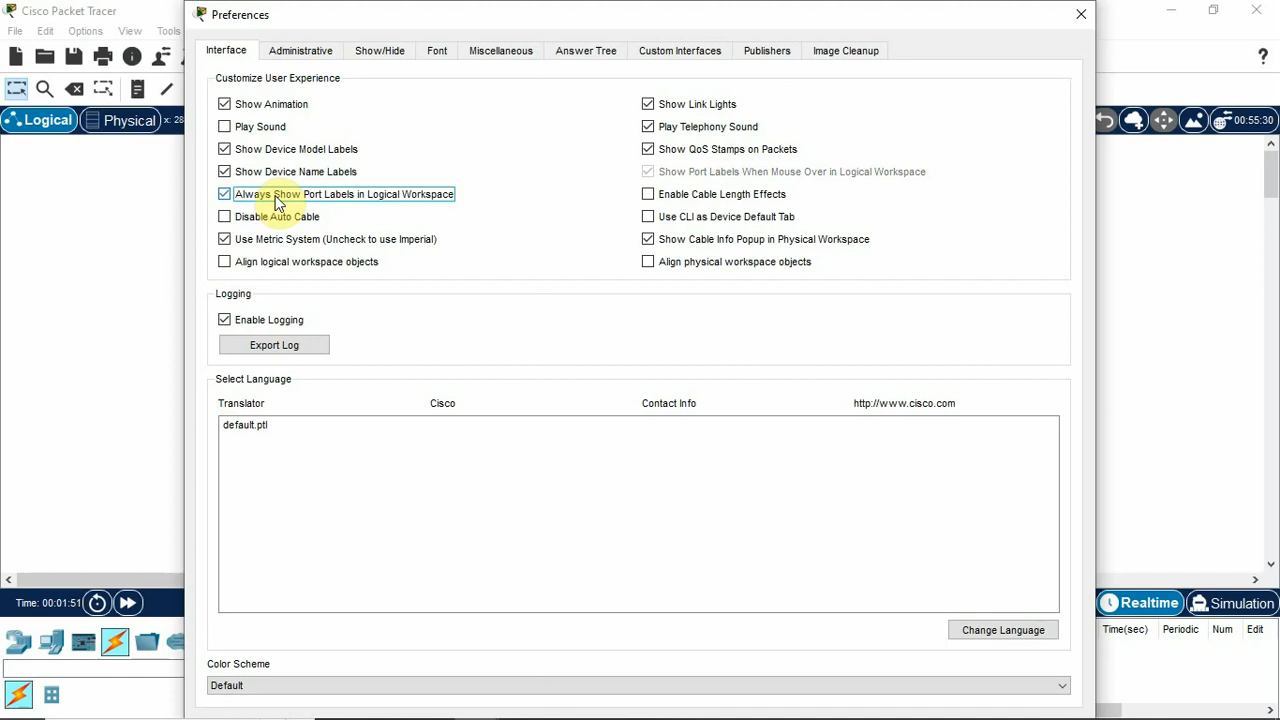 Cisco Packet Tracer
Preferences
File Edit Options View Tools
Interface Administrative Show/Hide Font Miscellaneous Answer Tree Custom Interfaces Publishers Image Cleanup
Customize User Experience
Show Animation
Show Link Lights
Play Sound
Play Telephony Sound
Show Device Model Labels
Show QoS Stamps on Packets
Show Device Name Labels
Show Port Labels When Mouse Over in Logical Workspace
Always Show Port Labels in Logical Workspace
Enable Cable Length Effects
Disable Auto Cable
Use CLI as Device Default Tab
Use Metric System (Uncheck to use Imperial)
Show Cable Info Popup in Physical Workspace
Align logical workspace objects
Align physical workspace objects
Logical Physical x: 28
00:55:30
Logging
Enable Logging
Export Log
Select Language
Translator Cisco Contact Info http://www.cisco.com
default.ptl
Change Language
Color Scheme
Default
Time: 00:01:51
Realtime Simulation
Time(sec) Periodic Num Edit